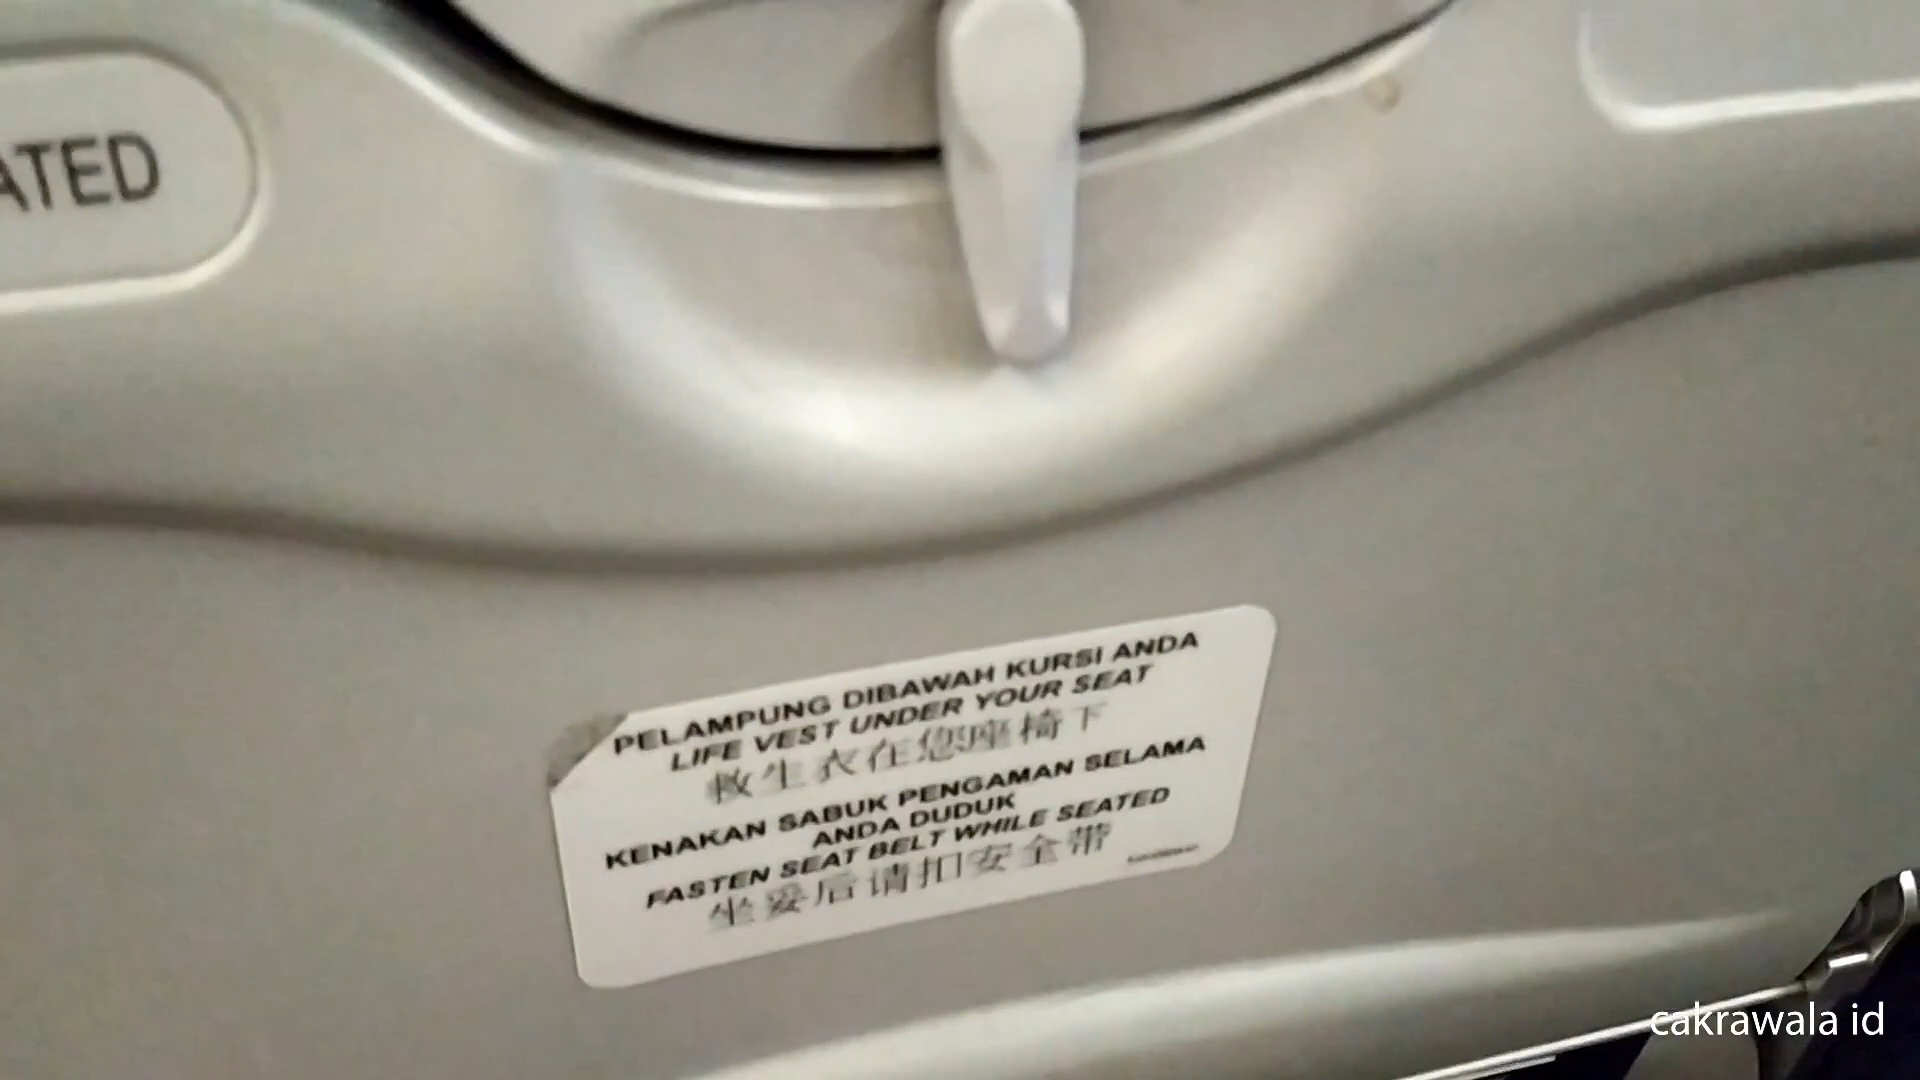 ATED
PELAMPUNG DIBAWAH KURSI ANDA
LIFE VEST UNDER YOUR SEAT
救生衣在您座椅下
KENAKAN SABUK PENGAMAN SELAMA
ANDA DUDUK
FASTEN SEAT BELT WHILE SEATED
坐妥后请扣安全带
cakrawala id